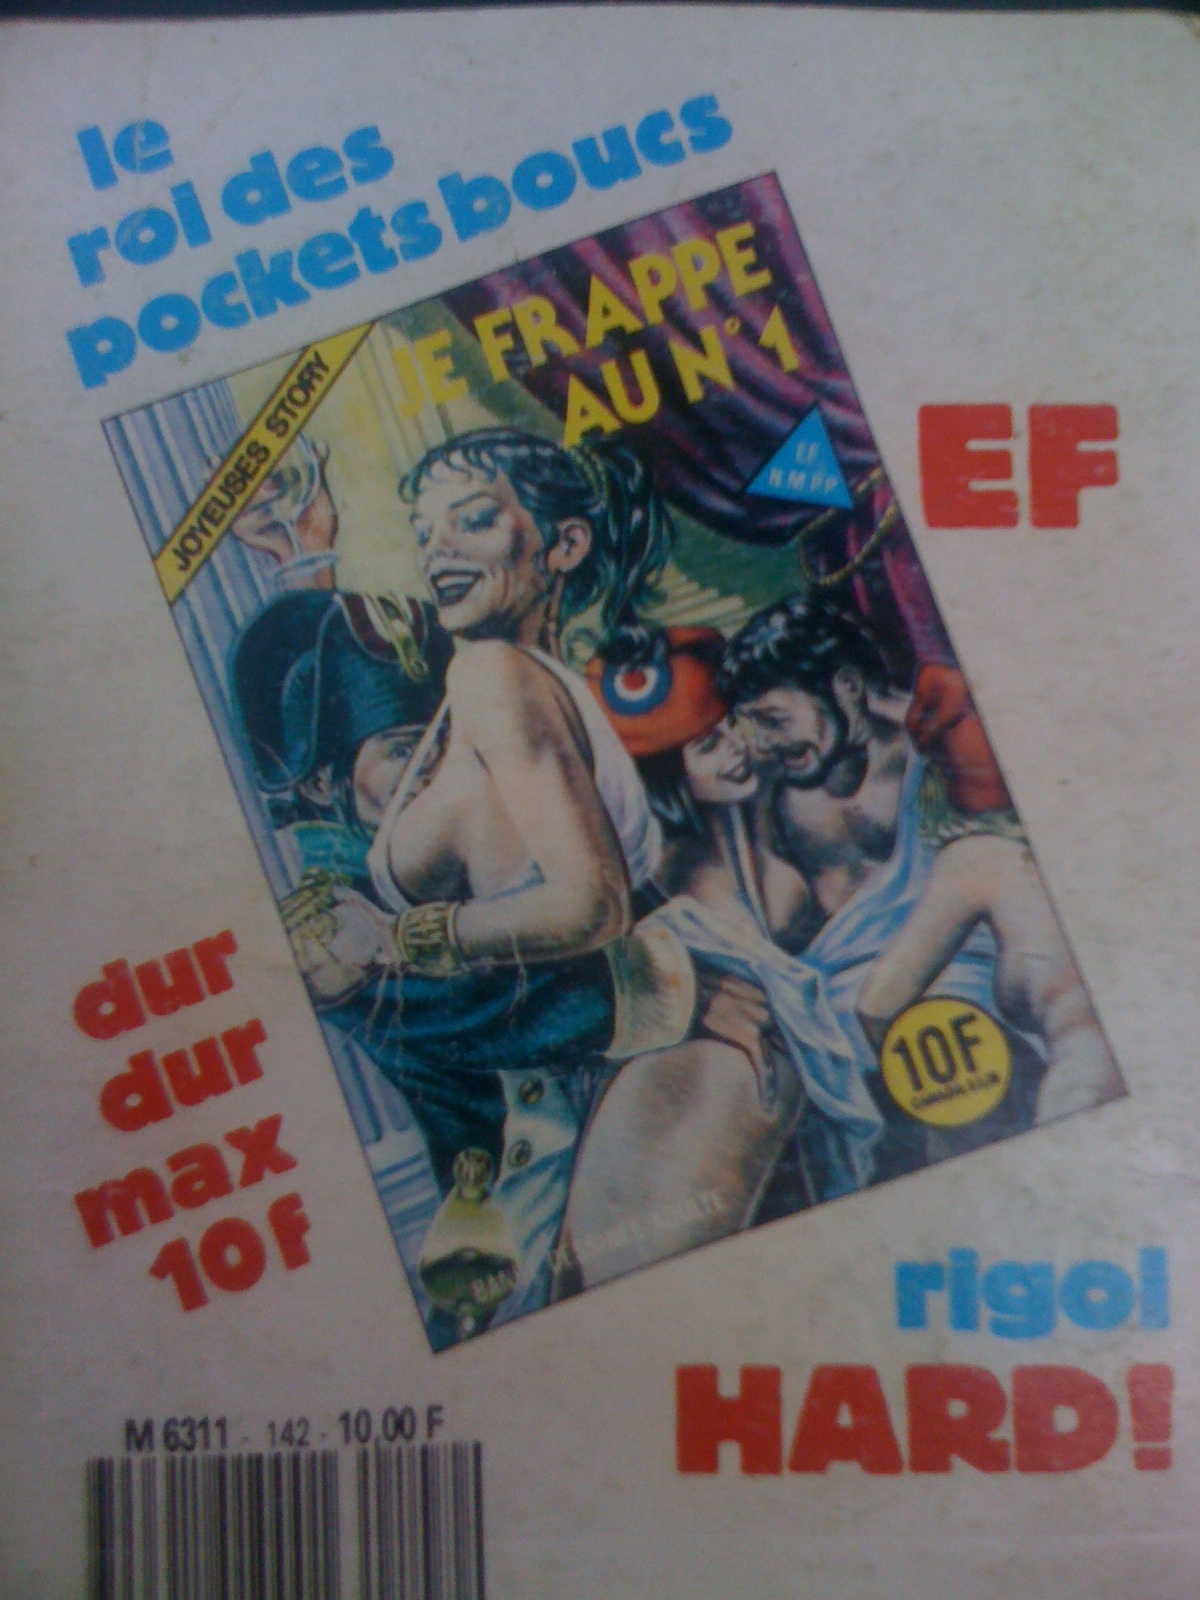 le
roi des
pockets boucs
JOYEUSES STORY
JE FRAPPE
AU N° 1
EF
N.M.P.P.
EF
dur
dur
max
10f
10F
rigol
HARD!
M 6311 - 142 - 10,00 F